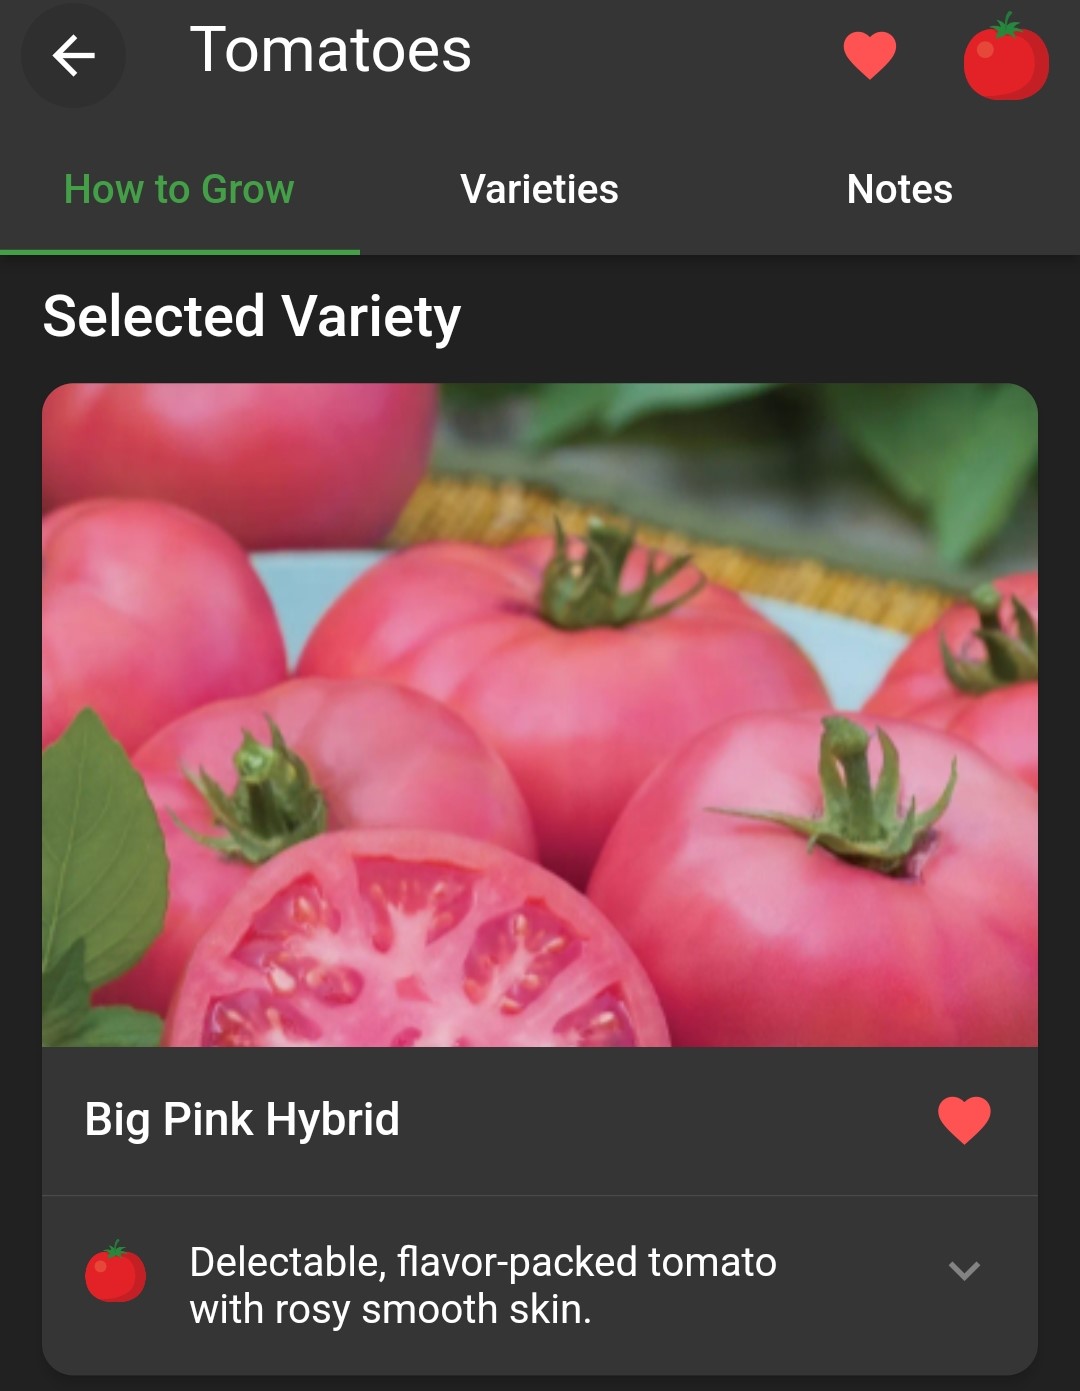 Tomatoes
How to Grow
Varieties
Notes
Selected Variety
Big Pink Hybrid
Delectable, flavor-packed tomato
with rosy smooth skin.